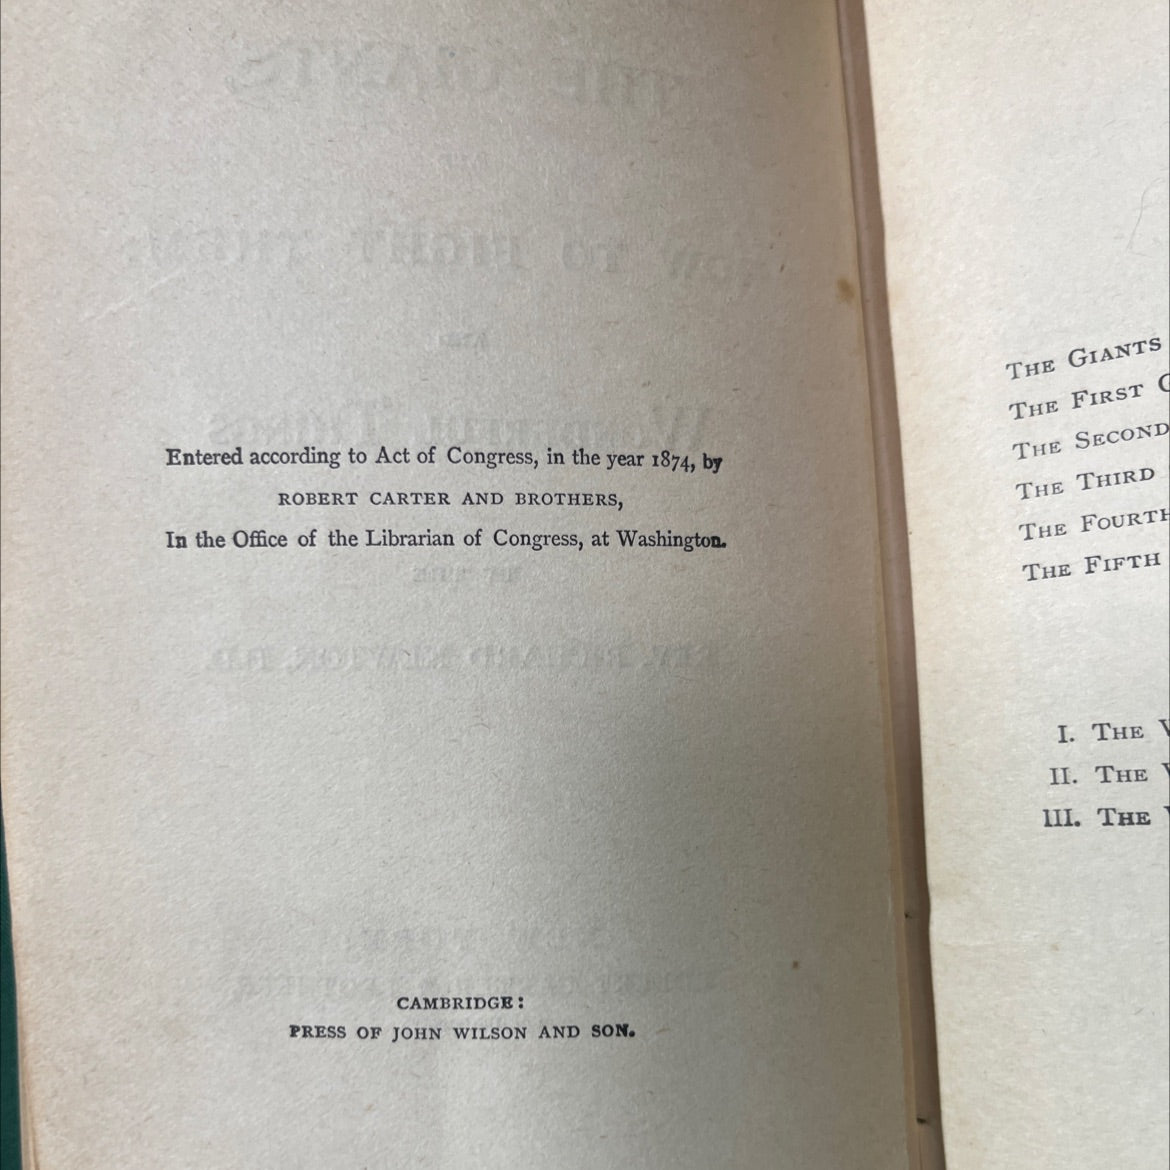 Entered according to Act of Congress, in the year 1874, by
ROBERT CARTER AND BROTHERS,
In the Office of the Librarian of Congress, at Washington.
CAMBRIDGE:
PRESS OF JOHN WILSON AND SON.
THE GIANTS
THE FIRST
THE SECOND
THE THIRD
THE FOURTH
THE FIFTH
I. THE
II. THE
III. THE